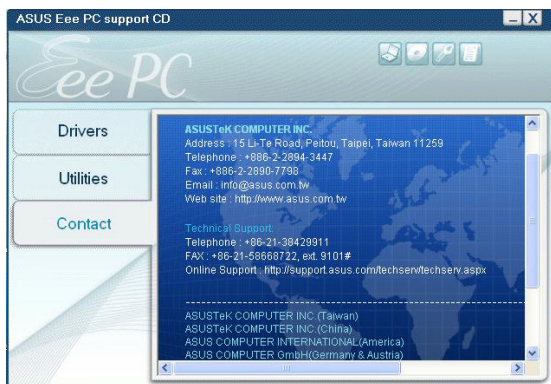 ASUS Eee PC support CD
Eee PC
Drivers
Utilities
Contact
ASUSTeK COMPUTER INC.
Address : 15 Li-Te Road, Peitou, Taipei, Taiwan 11259
Telephone : +886-2-2894-3447
Fax : +886-2-2890-7798
Email : info@asus.com.tw
Web site : http://www.asus.com.tw
Technical Support:
Telephone : +86-21-38429911
FAX : +86-21-58668722, ext. 9101#
Online Support : http://support.asus.com/techserv/techserv.aspx
ASUSTeK COMPUTER INC.(Taiwan)
ASUSTeK COMPUTER INC.(China)
ASUS COMPUTER INTERNATIONAL(America)
ASUS COMPUTER GmbH(Germany & Austria)